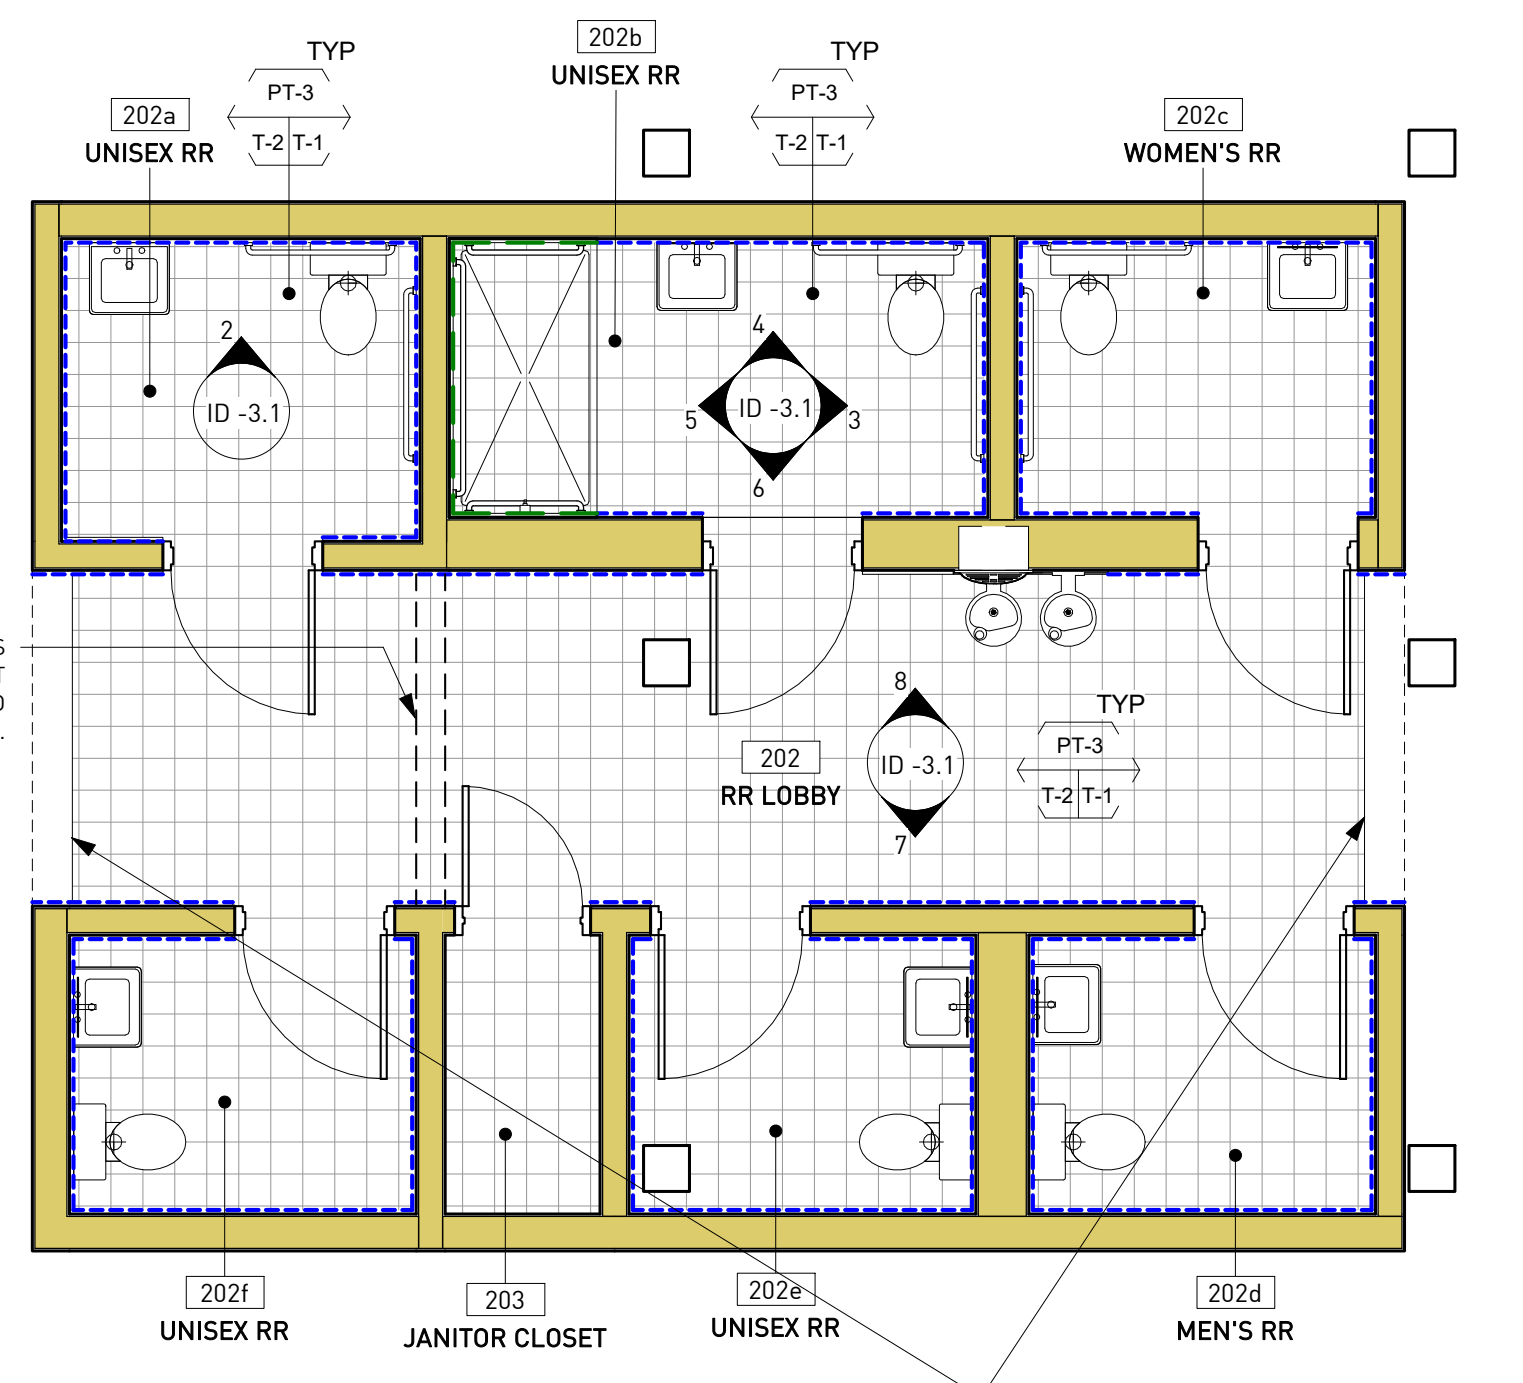 TYP
PT-3
T-2 T-1
202a
UNISEX RR
202b
UNISEX RR
TYP
PT-3
T-2 T-1
202c
WOMEN'S RR
2
ID -3.1
4
5
ID -3.1
3
6
S
T
.
8
ID -3.1
7
202
RR LOBBY
TYP
PT-3
T-2 T-1
202f
UNISEX RR
203
JANITOR CLOSET
202e
UNISEX RR
202d
MEN'S RR